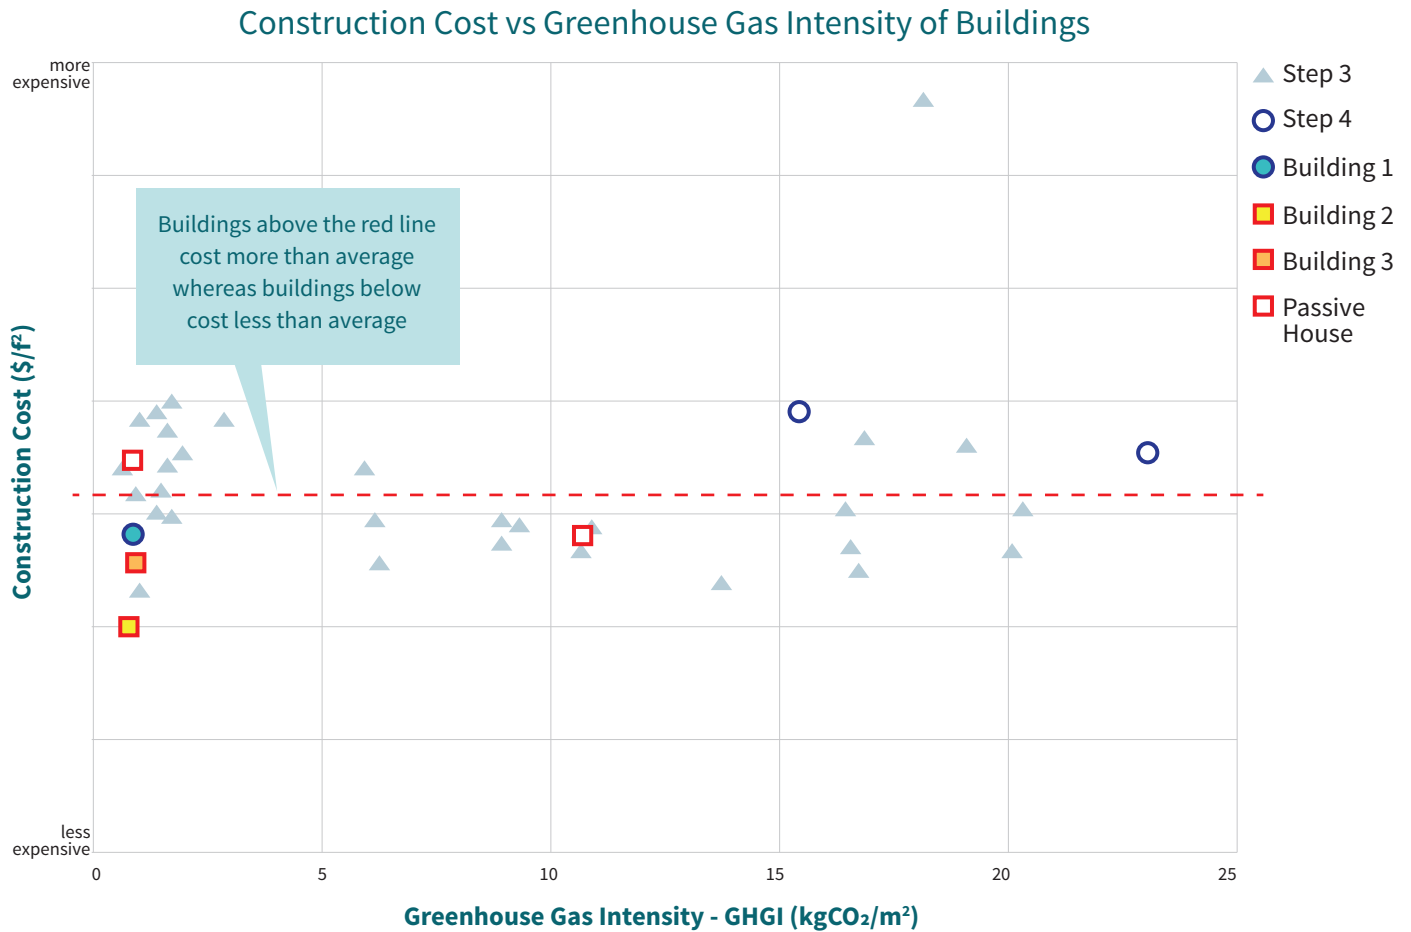 Construction Cost vs Greenhouse Gas Intensity of Buildings
more
expensive
Step 3
Step 4
Building 1
Building 2
Building 3
Passive
House
Buildings above the red line
cost more than average
whereas buildings below
cost less than average
Construction Cost ($/f²)
less
expensive
0
5
10
15
20
25
Greenhouse Gas Intensity - GHGI (kgCO₂/m²)